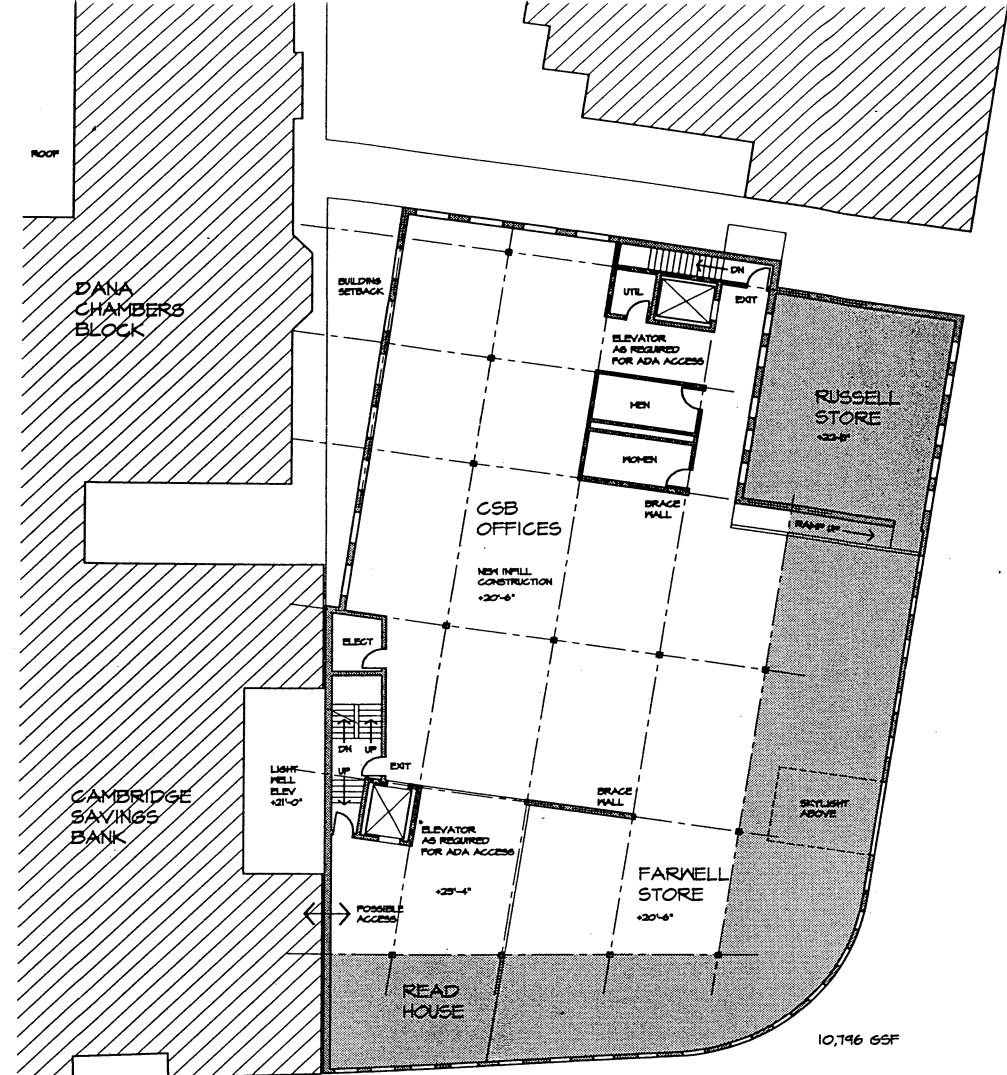 ROOF
DANA
CHAMBERS
BLOCK
BUILDING
SETBACK
DN
EXIT
UTIL
ELEVATOR
AS REQUIRED
FOR ADA ACCESS
MEN
WOMEN
BRACE
WALL
RUSSELL
STORE
+22'-8"
RAMP UP
CSB
OFFICES
NEW INFILL
CONSTRUCTION
+20'-6"
ELECT
DN
UP
UP
EXIT
LIGHT
WELL
ELEV
+21'-0"
CAMBRIDGE
SAVINGS
BANK
BRACE
WALL
SKYLIGHT
ABOVE
ELEVATOR
AS REQUIRED
FOR ADA ACCESS
+23'-4"
FARWELL
STORE
+20'-6"
POSSIBLE
ACCESS
READ
HOUSE
10,796 GSF